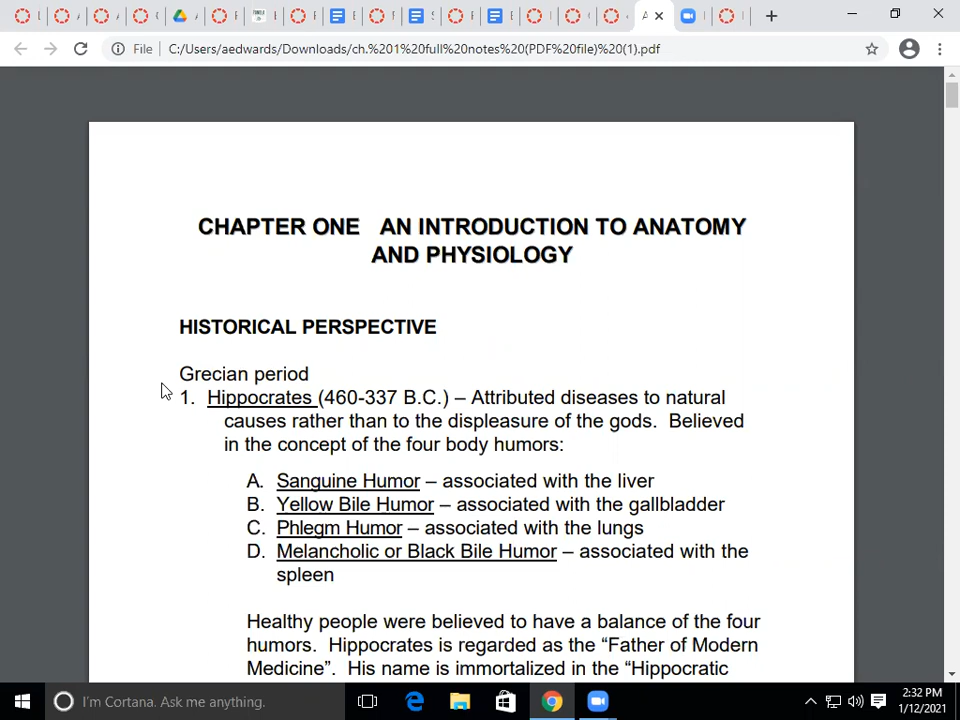 File
C:/Users/aedwards/Downloads/ch.%201%20full%20notes%20(PDF%20file)%20(1).pdf
CHAPTER ONE AN INTRODUCTION TO ANATOMY
AND PHYSIOLOGY
HISTORICAL PERSPECTIVE
Grecian period
1. Hippocrates (460-337 B.C.) – Attributed diseases to natural
causes rather than to the displeasure of the gods. Believed
in the concept of the four body humors:
A. Sanguine Humor – associated with the liver
B. Yellow Bile Humor – associated with the gallbladder
C. Phlegm Humor – associated with the lungs
D. Melancholic or Black Bile Humor – associated with the
spleen
Healthy people were believed to have a balance of the four
humors. Hippocrates is regarded as the “Father of Modern
Medicine”. His name is immortalized in the “Hippocratic
I'm Cortana. Ask me anything.
2:32 PM
1/12/2021